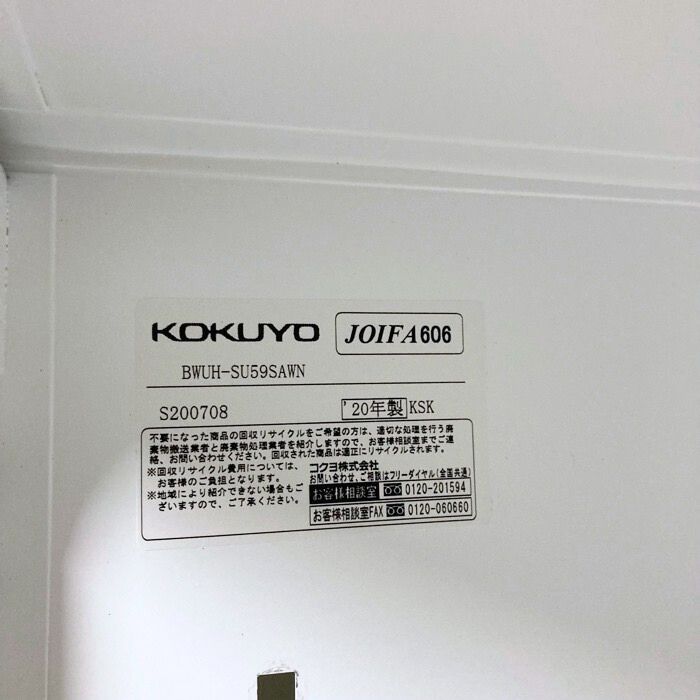 KOKUYO JOIFA606
BWUH-SU59SAWN
S200708 '20年製 KSK
不要になった商品の回収リサイクルをご希望の方は、適切な処理を行う廃
棄物搬送業者と廃棄物処理業者を紹介しますので、お客様相談室までご連
絡、お問い合わせください。回収された商品は適正にリサイクルされます。
※回収リサイクル費用については、
お客様のご負担となります。
※地域により紹介できない場合もご
ざいますので、ご了承ください。
コクヨ株式会社
お問い合わせ、ご相談はフリーダイヤル(全国共通)
お客様相談室 0120-201594
お客様相談室FAX 0120-060660